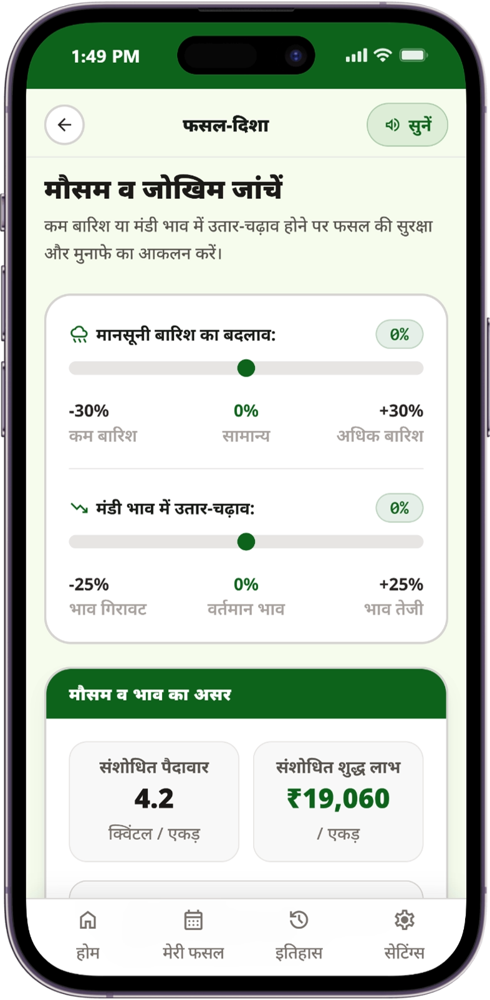 1:49 PM
फसल-दिशा
सुनें
मौसम व जोखिम जांचें
कम बारिश या मंडी भाव में उतार-चढ़ाव होने पर फसल की सुरक्षा
और मुनाफे का आकलन करें।
मानसूनी बारिश का बदलाव:
0%
-30%
0%
+30%
कम बारिश
सामान्य
अधिक बारिश
मंडी भाव में उतार-चढ़ाव:
0%
-25%
0%
+25%
भाव गिरावट
वर्तमान भाव
भाव तेजी
मौसम व भाव का असर
संशोधित पैदावार
4.2
क्विंटल / एकड़
संशोधित शुद्ध लाभ
₹19,060
/ एकड़
होम
मेरी फसल
इतिहास
सेटिंग्स